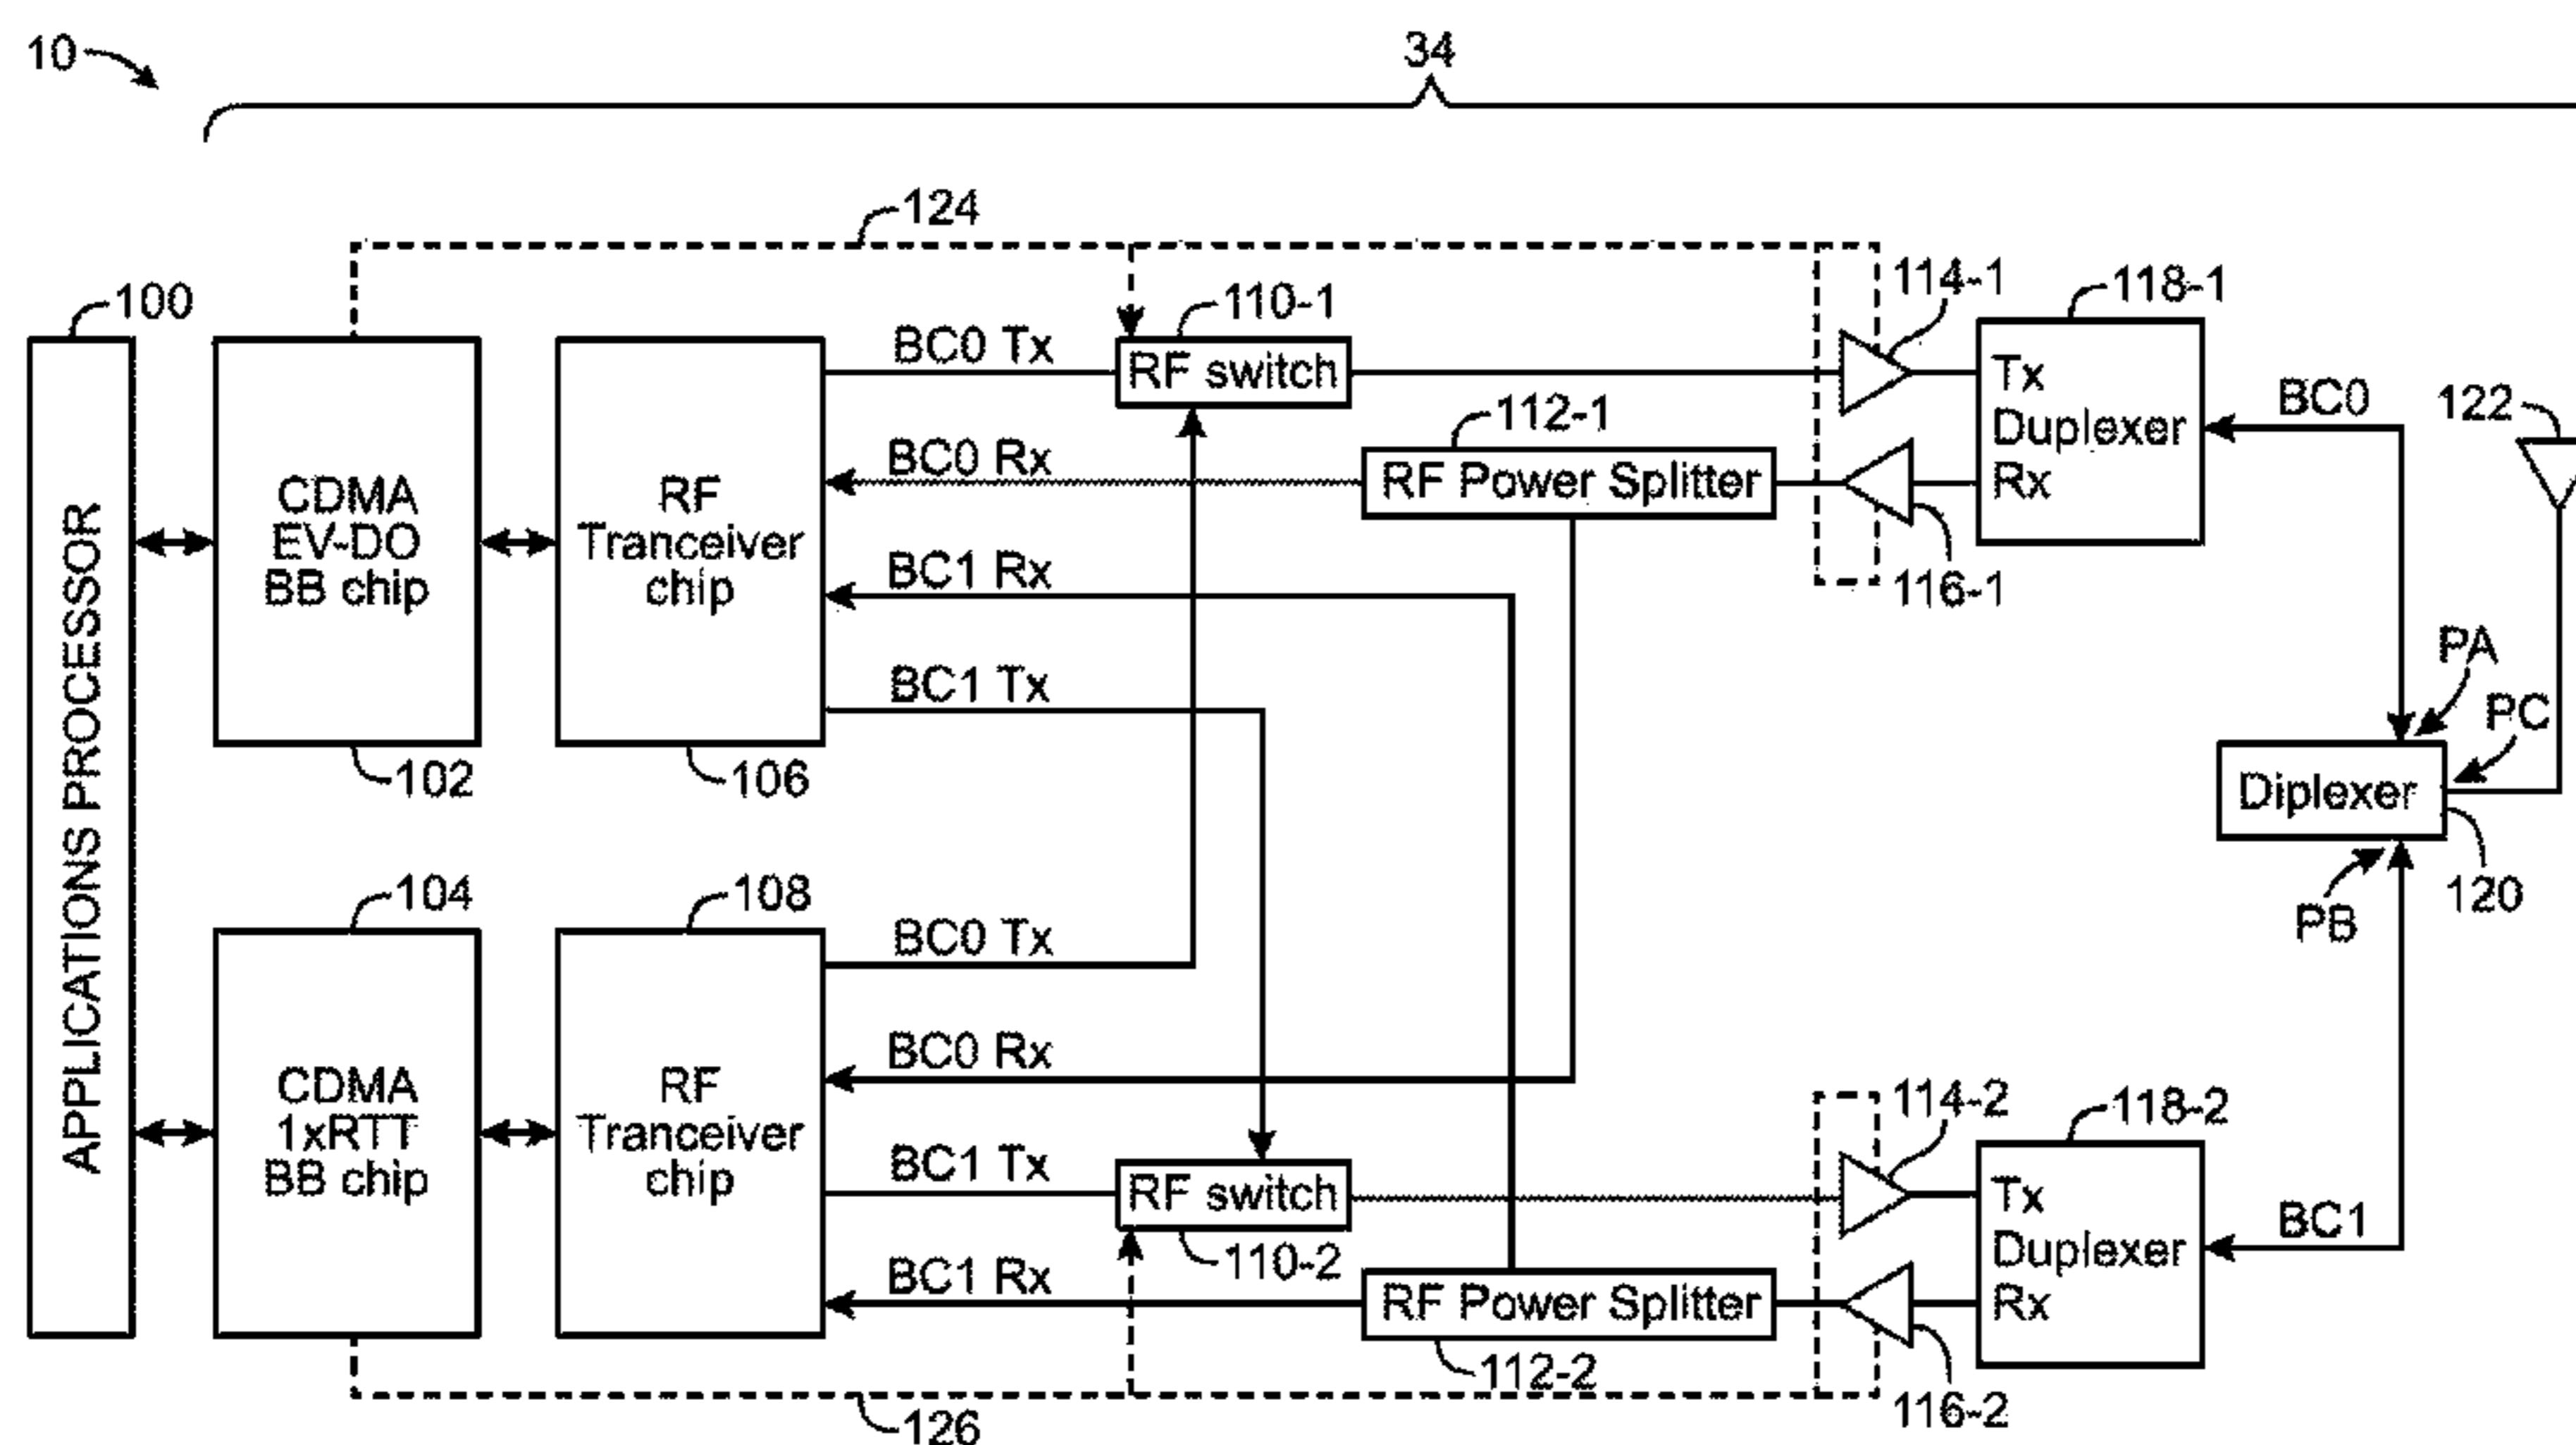 10
34
124
100
110-1
114-1
118-1
BC0 Tx
RF switch
Tx
Duplexer
Rx
BC0
122
112-1
BC0 Rx
RF Power Splitter
CDMA
EV-DO
BB chip
RF
Tranceiver
chip
BC1 Rx
116-1
APPLICATIONS PROCESSOR
BC1 Tx
PA
PC
102
106
Diplexer
120
PB
104
108
BC0 Tx
BC0 Rx
CDMA
1xRTT
BB chip
RF
Tranceiver
chip
114-2
118-2
BC1 Tx
RF switch
Tx
Duplexer
Rx
BC1
110-2
BC1 Rx
RF Power Splitter
112-2
116-2
126